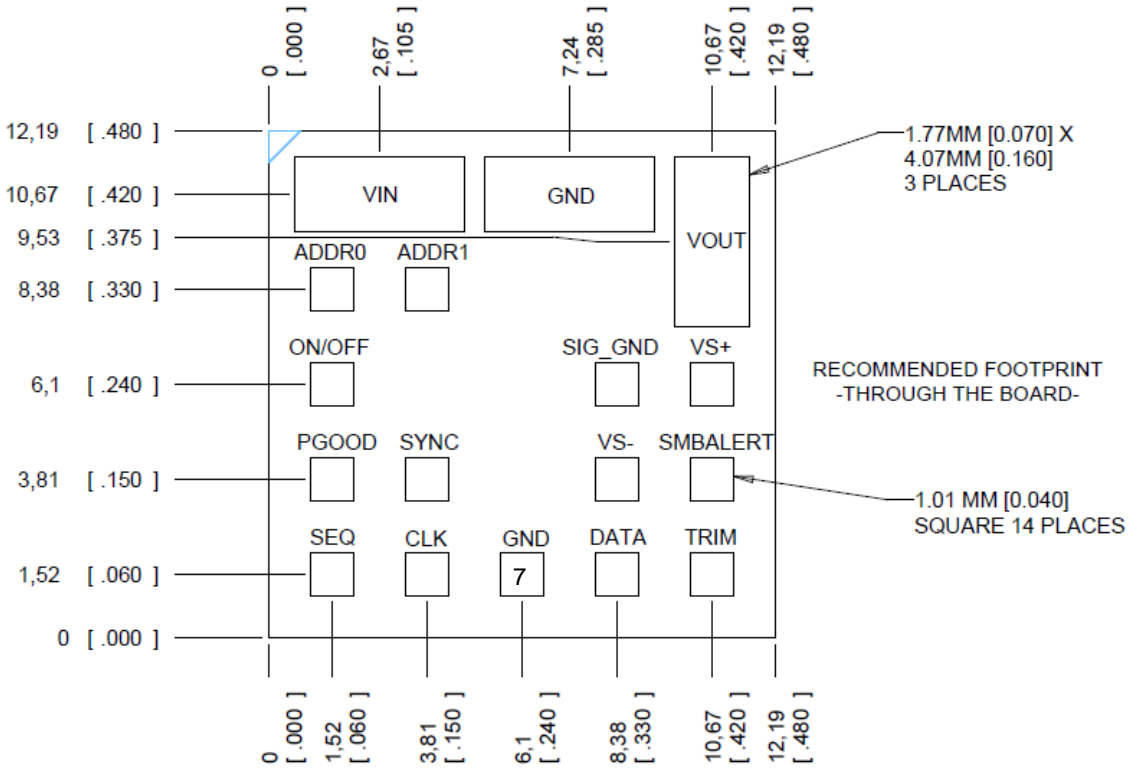 0
[ .000 ]
2,67
[ .105 ]
7,24
[ .285 ]
10,67
[ .420 ]
12,19
[ .480 ]
12,19 [ .480 ]
10,67 [ .420 ]
9,53 [ .375 ]
8,38 [ .330 ]
6,1 [ .240 ]
3,81 [ .150 ]
1,52 [ .060 ]
0 [ .000 ]
VIN
GND
VOUT
ADDR0 ADDR1
ON/OFF
SIG_GND
VS+
PGOOD SYNC
VS-
SMBALERT
SEQ
CLK
GND
DATA
TRIM
7
1.77MM [0.070] X
4.07MM [0.160]
3 PLACES
RECOMMENDED FOOTPRINT
-THROUGH THE BOARD-
1.01 MM [0.040]
SQUARE 14 PLACES
0
[ .000 ]
1,52
[ .060 ]
3,81
[ .150 ]
6,1
[ .240 ]
8,38
[ .330 ]
10,67
[ .420 ]
12,19
[ .480 ]